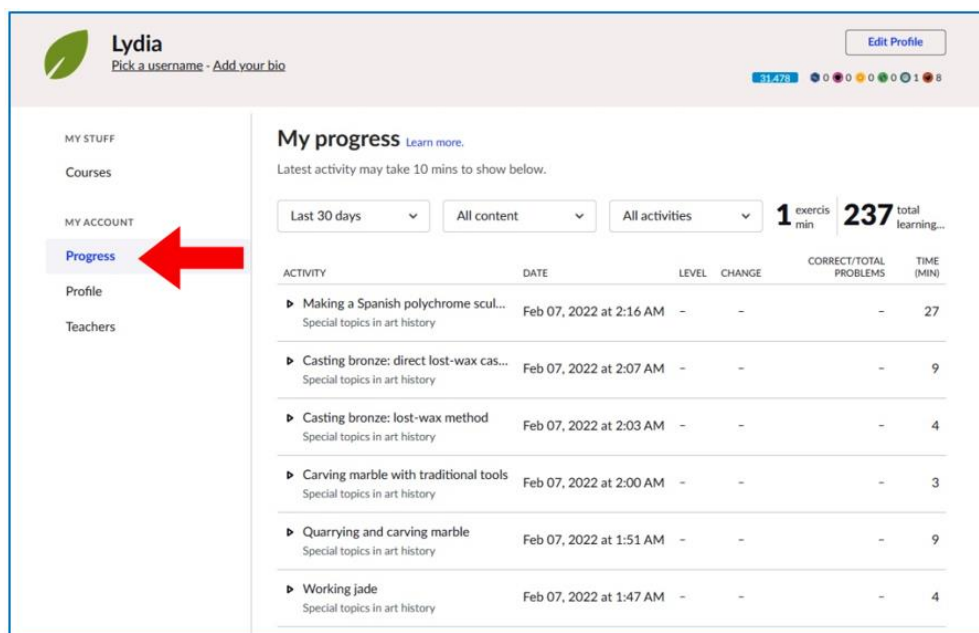 Lydia
Pick a username - Add your bio
Edit Profile
31,478 0 0 0 0 1 8
MY STUFF
Courses
MY ACCOUNT
Progress
Profile
Teachers
My progress Learn more.
Latest activity may take 10 mins to show below.
Last 30 days All content All activities 1 exercis min 237 total learning...
ACTIVITY DATE LEVEL CHANGE CORRECT/TOTAL PROBLEMS TIME (MIN)
Making a Spanish polychrome scul... Feb 07, 2022 at 2:16 AM – – – 27
Special topics in art history
Casting bronze: direct lost-wax cas... Feb 07, 2022 at 2:07 AM – – – 9
Special topics in art history
Casting bronze: lost-wax method Feb 07, 2022 at 2:03 AM – – – 4
Special topics in art history
Carving marble with traditional tools Feb 07, 2022 at 2:00 AM – – – 3
Special topics in art history
Quarrying and carving marble Feb 07, 2022 at 1:51 AM – – – 9
Special topics in art history
Working jade Feb 07, 2022 at 1:47 AM – – – 4
Special topics in art history